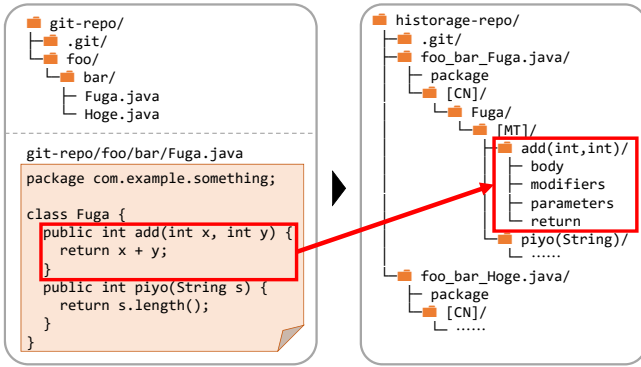 git-repo/
.git/
foo/
bar/
Fuga.java
Hoge.java
git-repo/foo/bar/Fuga.java
package com.example.something;
class Fuga {
public int add(int x, int y) {
return x + y;
}
public int piyo(String s) {
return s.length();
}
}
historage-repo/
.git/
foo_bar_Fuga.java/
package
[CN]/
Fuga/
[MT]/
add(int,int)/
body
modifiers
parameters
return
piyo(String)/
......
foo_bar_Hoge.java/
package
[CN]/
......